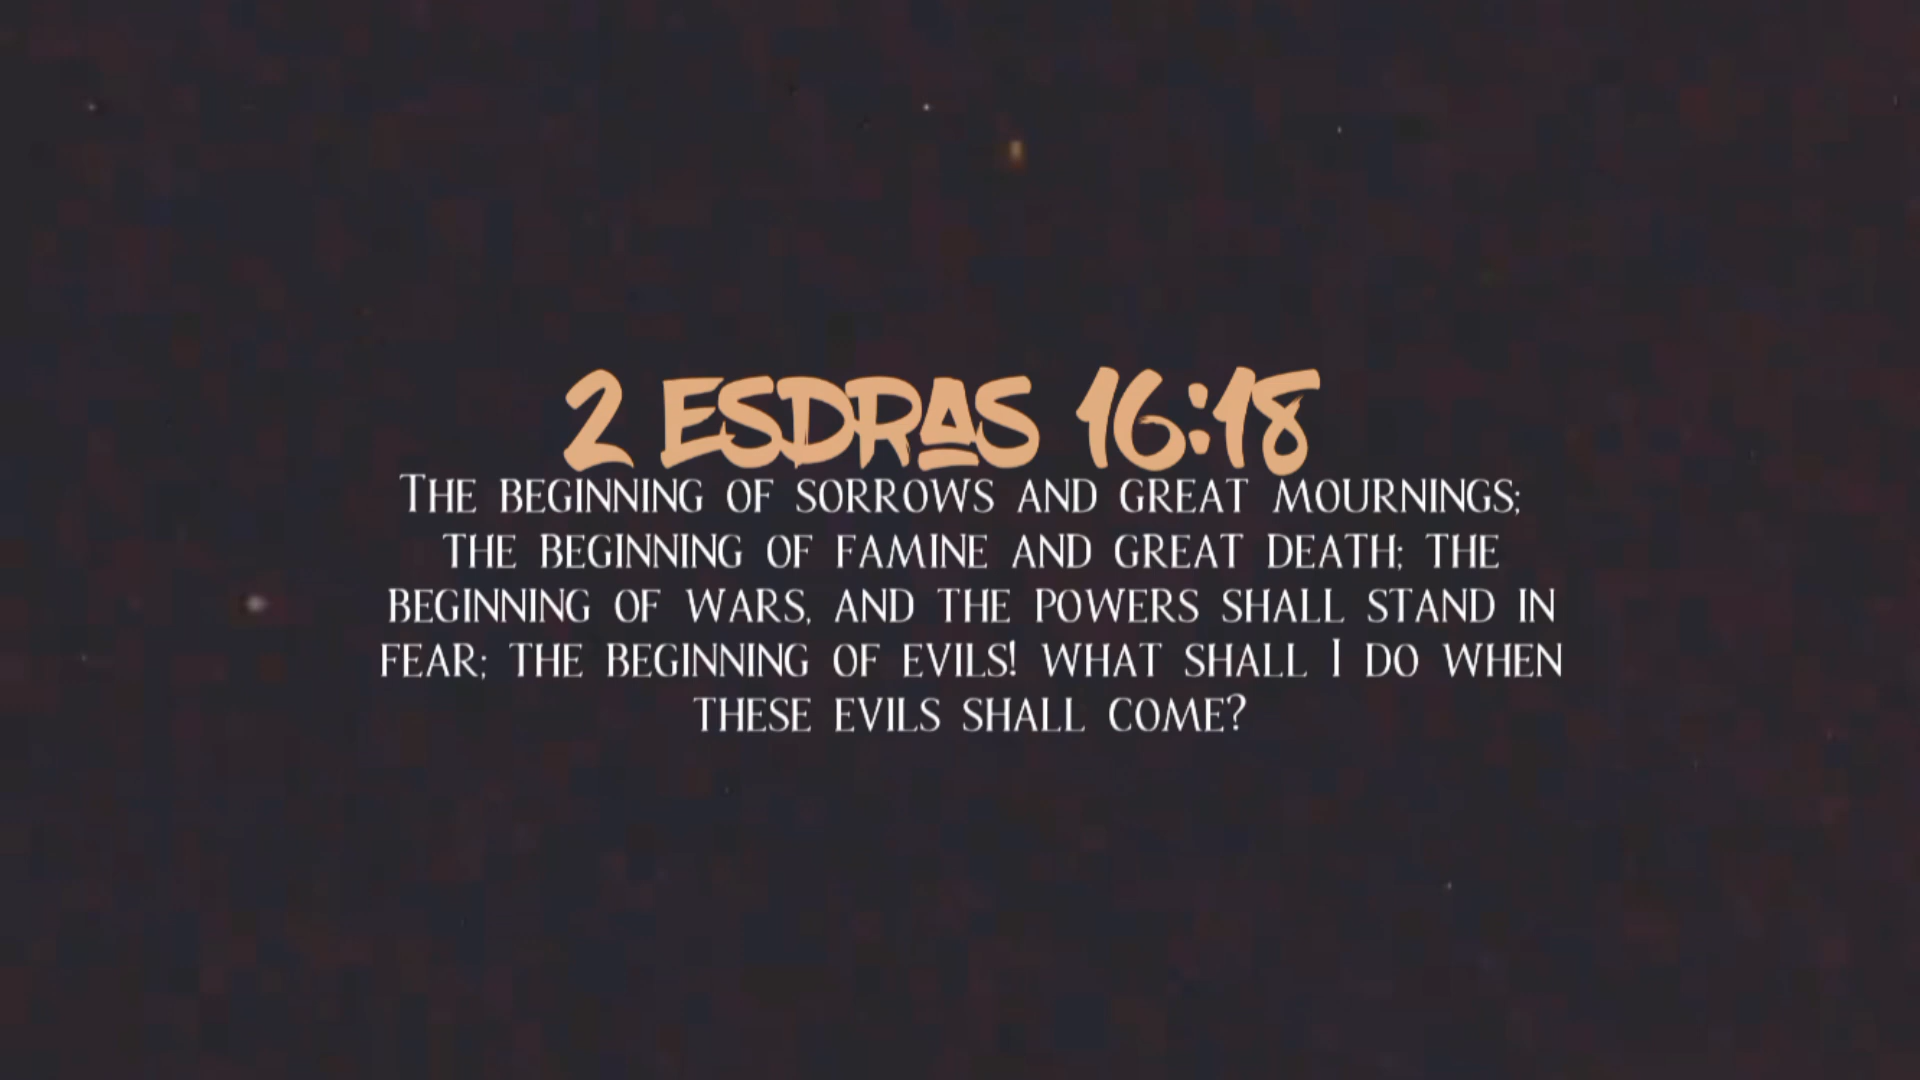 2 ESDRAS 16:18
The beginning of sorrows and great mournings;
the beginning of famine and great death; the
beginning of wars, and the powers shall stand in
fear; the beginning of evils! what shall I do when
these evils shall come?